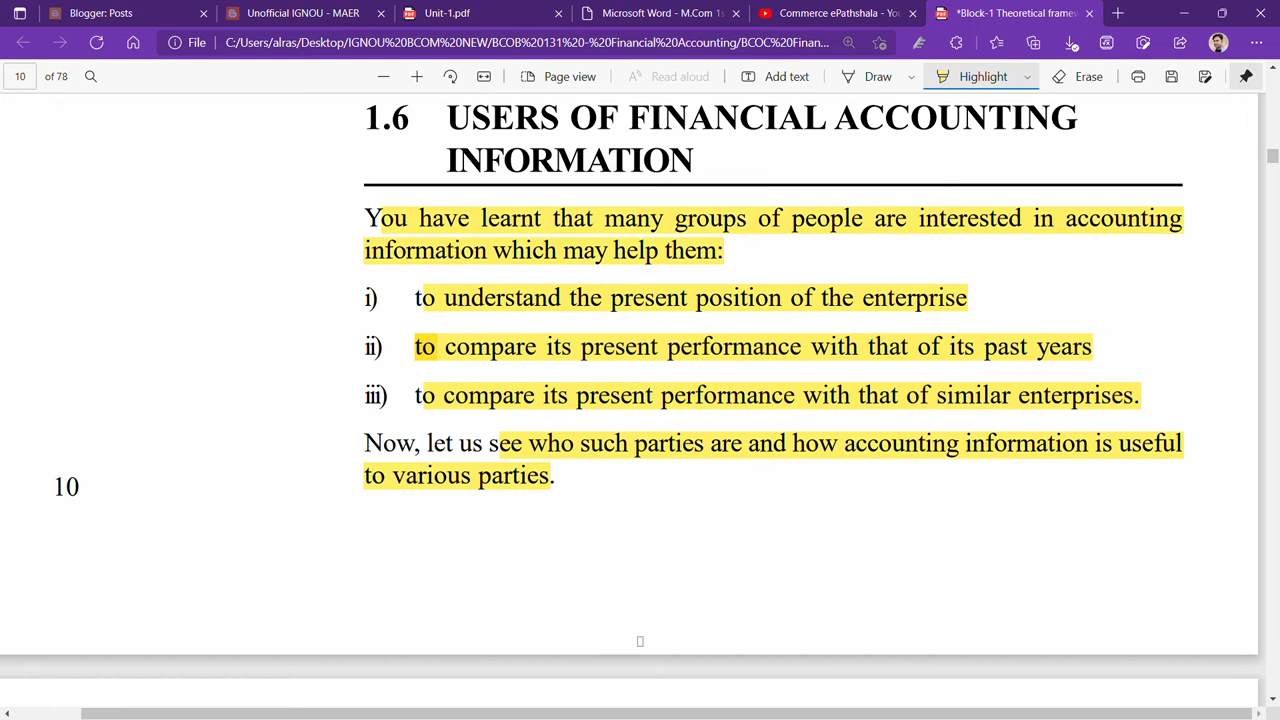 Blogger: Posts
Unofficial IGNOU - MAER
Unit-1.pdf
Microsoft Word - M.Com 1s
Commerce ePathshala - Yo
*Block-1 Theoretical framew
File
C:/Users/alras/Desktop/IGNOU%20BCOM%20NEW/BCOB%20131%20-%20Financial%20Accounting/BCOC%20Finan...
10 of 78
Page view
Read aloud
Add text
Draw
Highlight
Erase
1.6 USERS OF FINANCIAL ACCOUNTING
INFORMATION
You have learnt that many groups of people are interested in accounting
information which may help them:
i) to understand the present position of the enterprise
ii) to compare its present performance with that of its past years
iii) to compare its present performance with that of similar enterprises.
Now, let us see who such parties are and how accounting information is useful
to various parties.
10